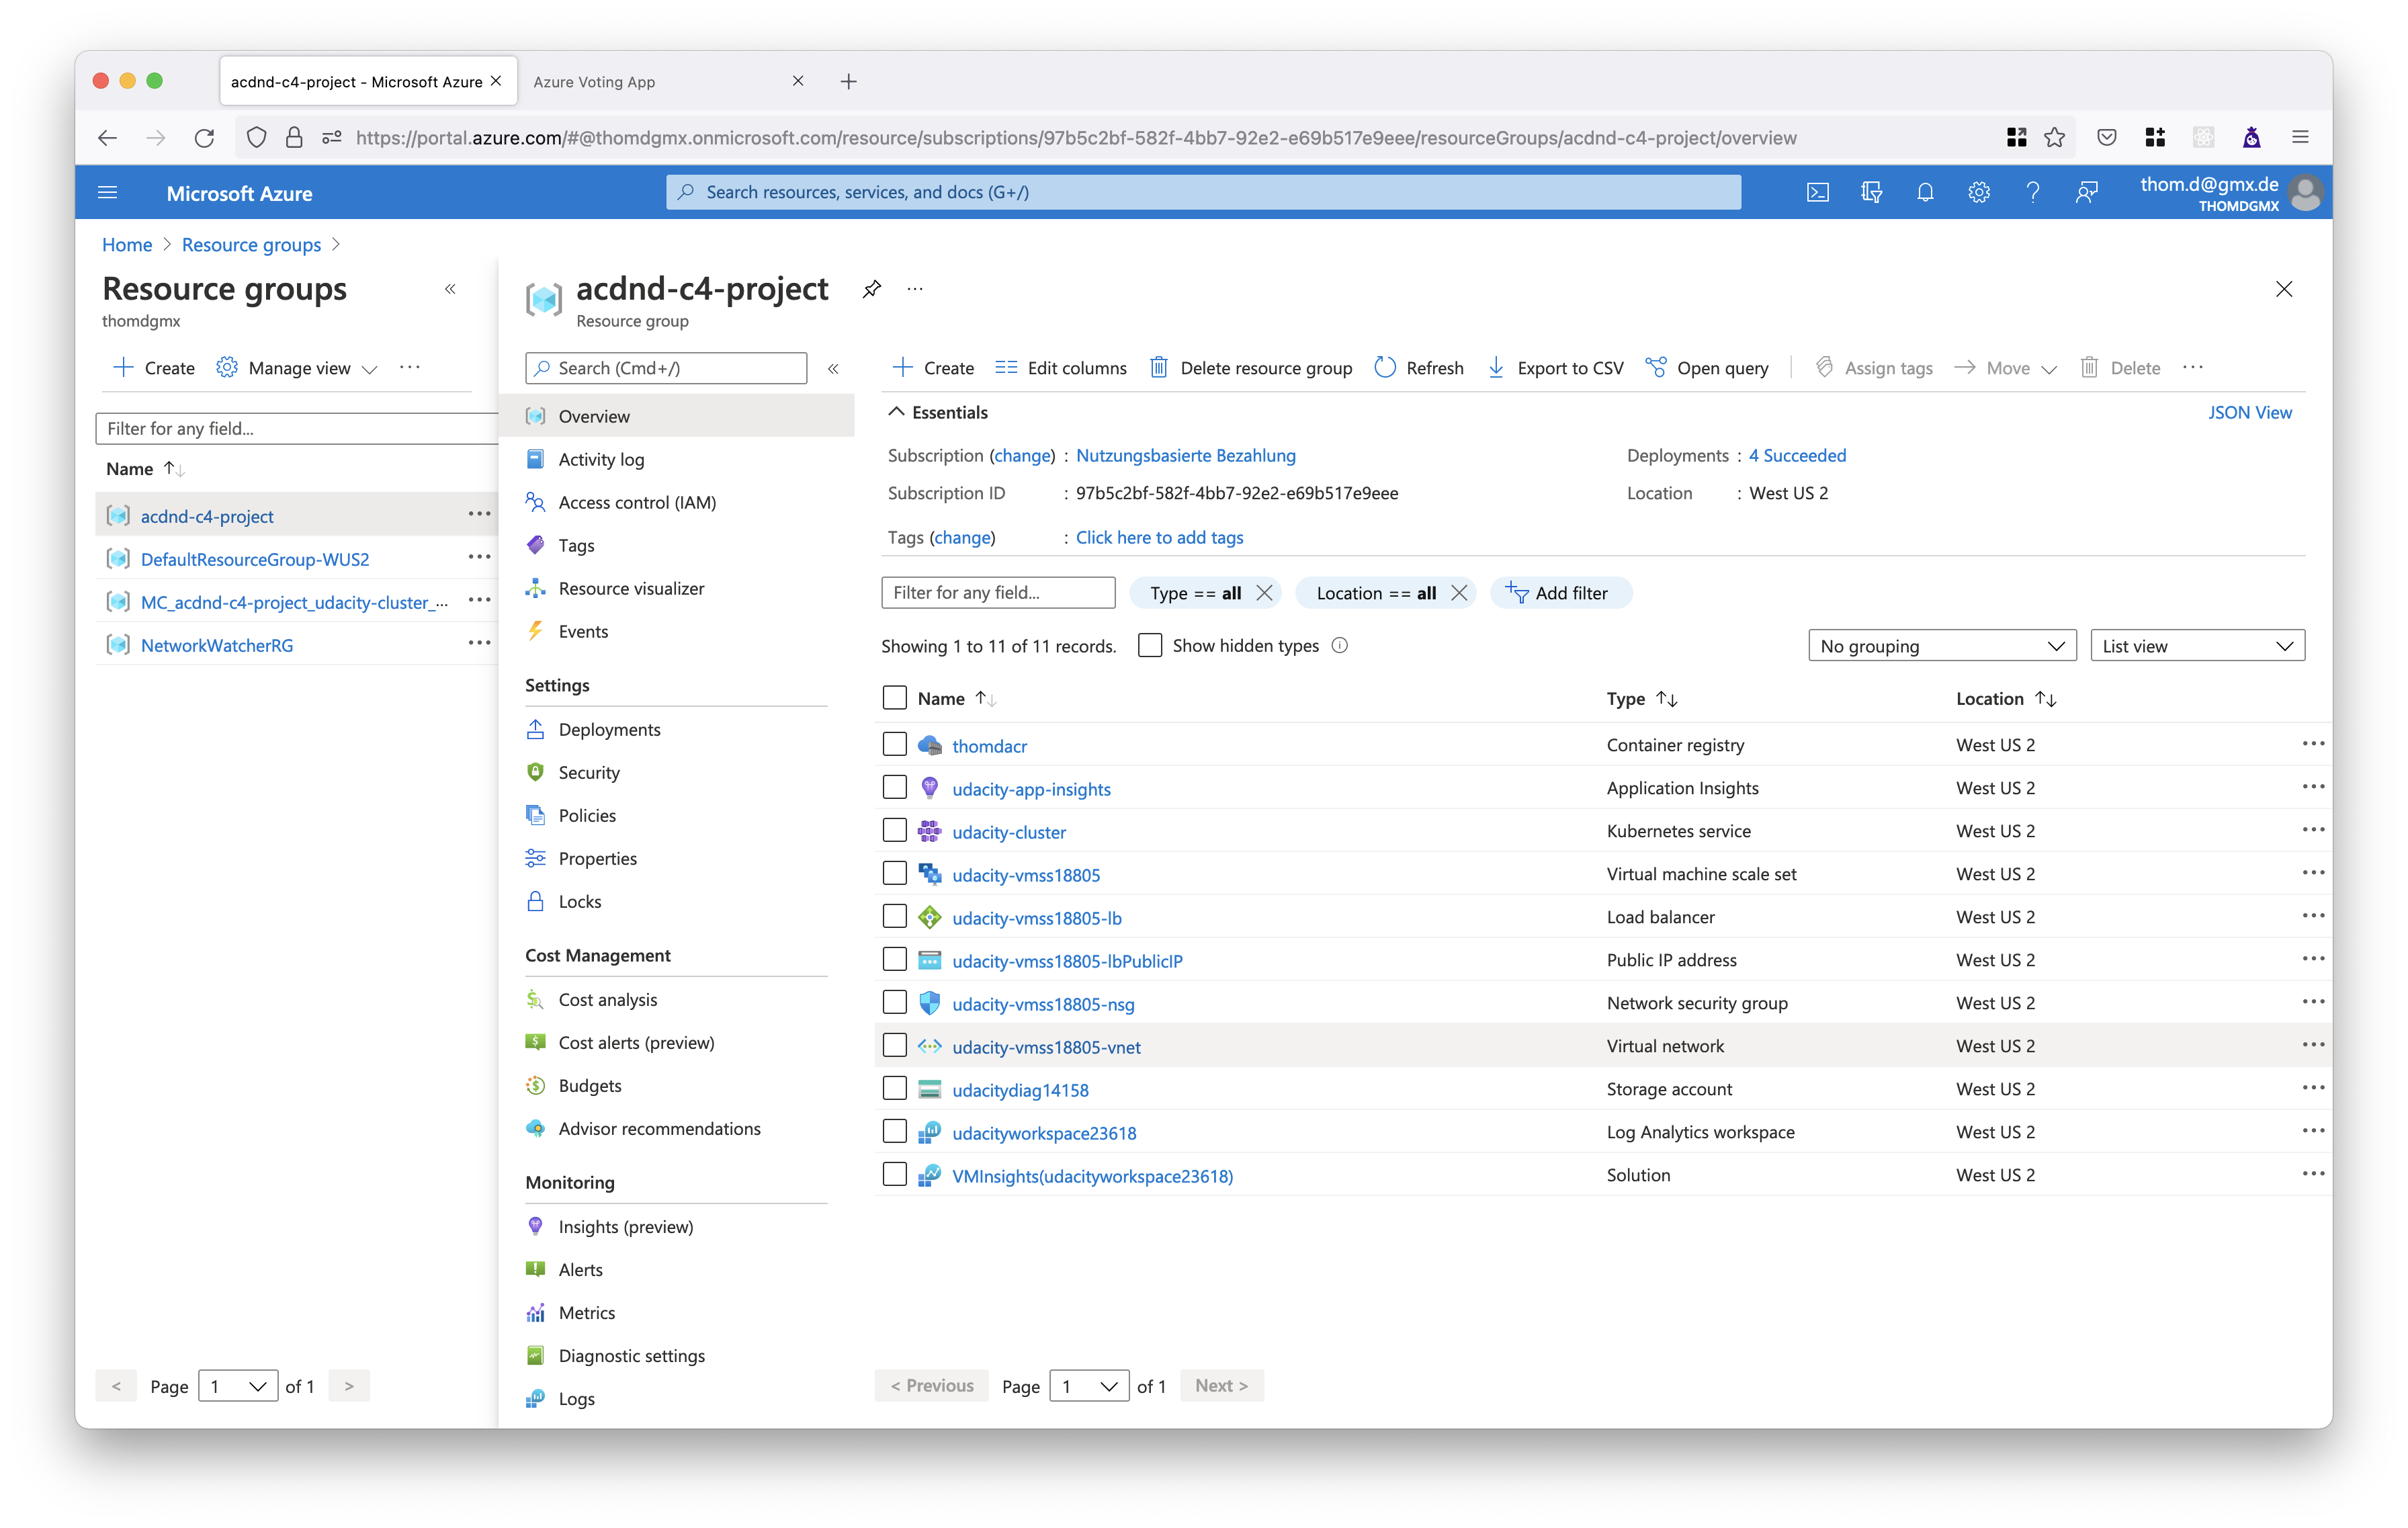 acdnd-c4-project - Microsoft Azure
Azure Voting App
https://portal.azure.com/#@thomdgmx.onmicrosoft.com/resource/subscriptions/97b5c2bf-582f-4bb7-92e2-e69b517e9eee/resourceGroups/acdnd-c4-project/overview
Microsoft Azure
Search resources, services, and docs (G+/)
thom.d@gmx.de
THOMDGMX
Home > Resource groups >
Resource groups
thomdgmx
Create
Manage view
Filter for any field...
Name
acdnd-c4-project
DefaultResourceGroup-WUS2
MC_acdnd-c4-project_udacity-cluster_...
NetworkWatcherRG
< Page 1 of 1 >
acdnd-c4-project
Resource group
Search (Cmd+/)
Overview
Activity log
Access control (IAM)
Tags
Resource visualizer
Events
Settings
Deployments
Security
Policies
Properties
Locks
Cost Management
Cost analysis
Cost alerts (preview)
Budgets
Advisor recommendations
Monitoring
Insights (preview)
Alerts
Metrics
Diagnostic settings
Logs
Create Edit columns Delete resource group Refresh Export to CSV Open query Assign tags Move Delete
Essentials
JSON View
Subscription (change) : Nutzungsbasierte Bezahlung
Deployments : 4 Succeeded
Subscription ID : 97b5c2bf-582f-4bb7-92e2-e69b517e9eee
Location : West US 2
Tags (change) : Click here to add tags
Filter for any field... Type == all Location == all Add filter
Showing 1 to 11 of 11 records. Show hidden types No grouping List view
Name Type Location
thomdacr Container registry West US 2
udacity-app-insights Application Insights West US 2
udacity-cluster Kubernetes service West US 2
udacity-vmss18805 Virtual machine scale set West US 2
udacity-vmss18805-lb Load balancer West US 2
udacity-vmss18805-lbPublicIP Public IP address West US 2
udacity-vmss18805-nsg Network security group West US 2
udacity-vmss18805-vnet Virtual network West US 2
udacitydiag14158 Storage account West US 2
udacityworkspace23618 Log Analytics workspace West US 2
VMInsights(udacityworkspace23618) Solution West US 2
< Previous Page 1 of 1 Next >